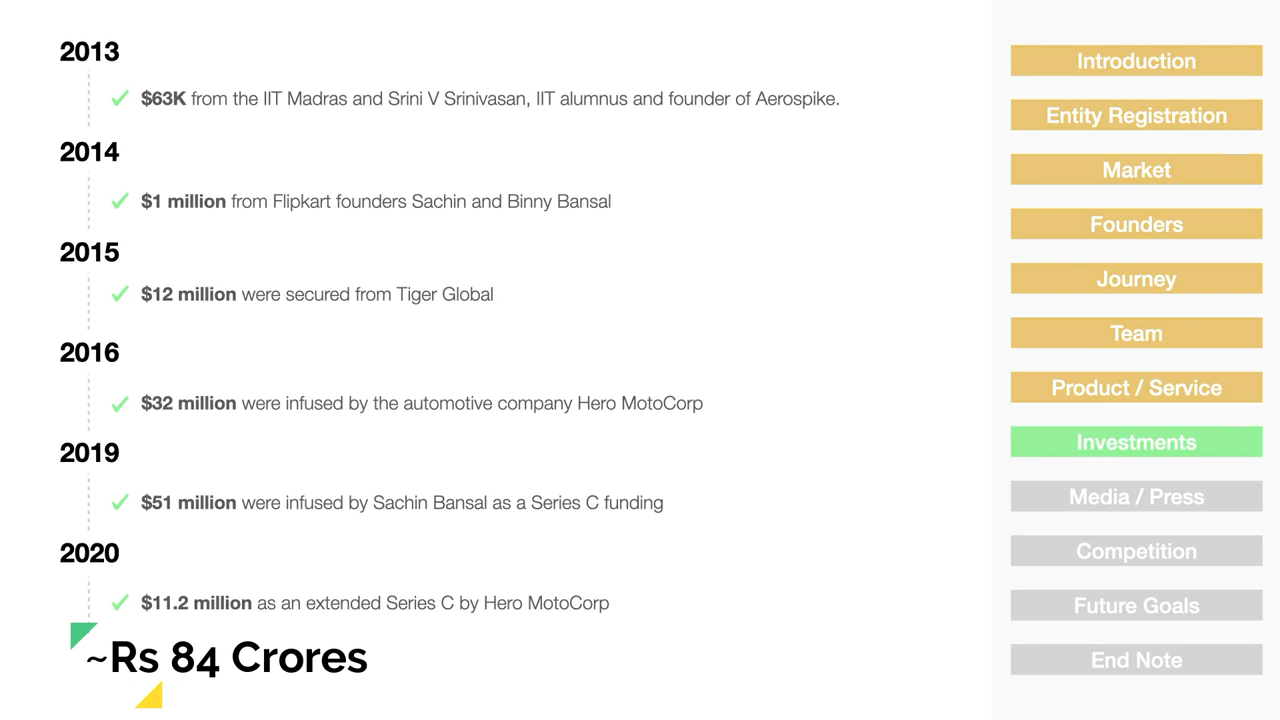 2013
$63K from the IIT Madras and Srini V Srinivasan, IIT alumnus and founder of Aerospike.
2014
$1 million from Flipkart founders Sachin and Binny Bansal
2015
$12 million were secured from Tiger Global
2016
$32 million were infused by the automotive company Hero MotoCorp
2019
$51 million were infused by Sachin Bansal as a Series C funding
2020
$11.2 million as an extended Series C by Hero MotoCorp
~Rs 84 Crores
Introduction
Entity Registration
Market
Founders
Journey
Team
Product / Service
Investments
Media / Press
Competition
Future Goals
End Note